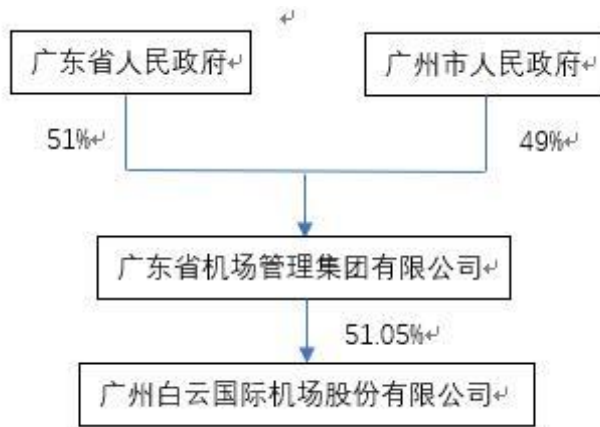 广东省人民政府
广州市人民政府
51%
49%
广东省机场管理集团有限公司
51.05%
广州白云国际机场股份有限公司